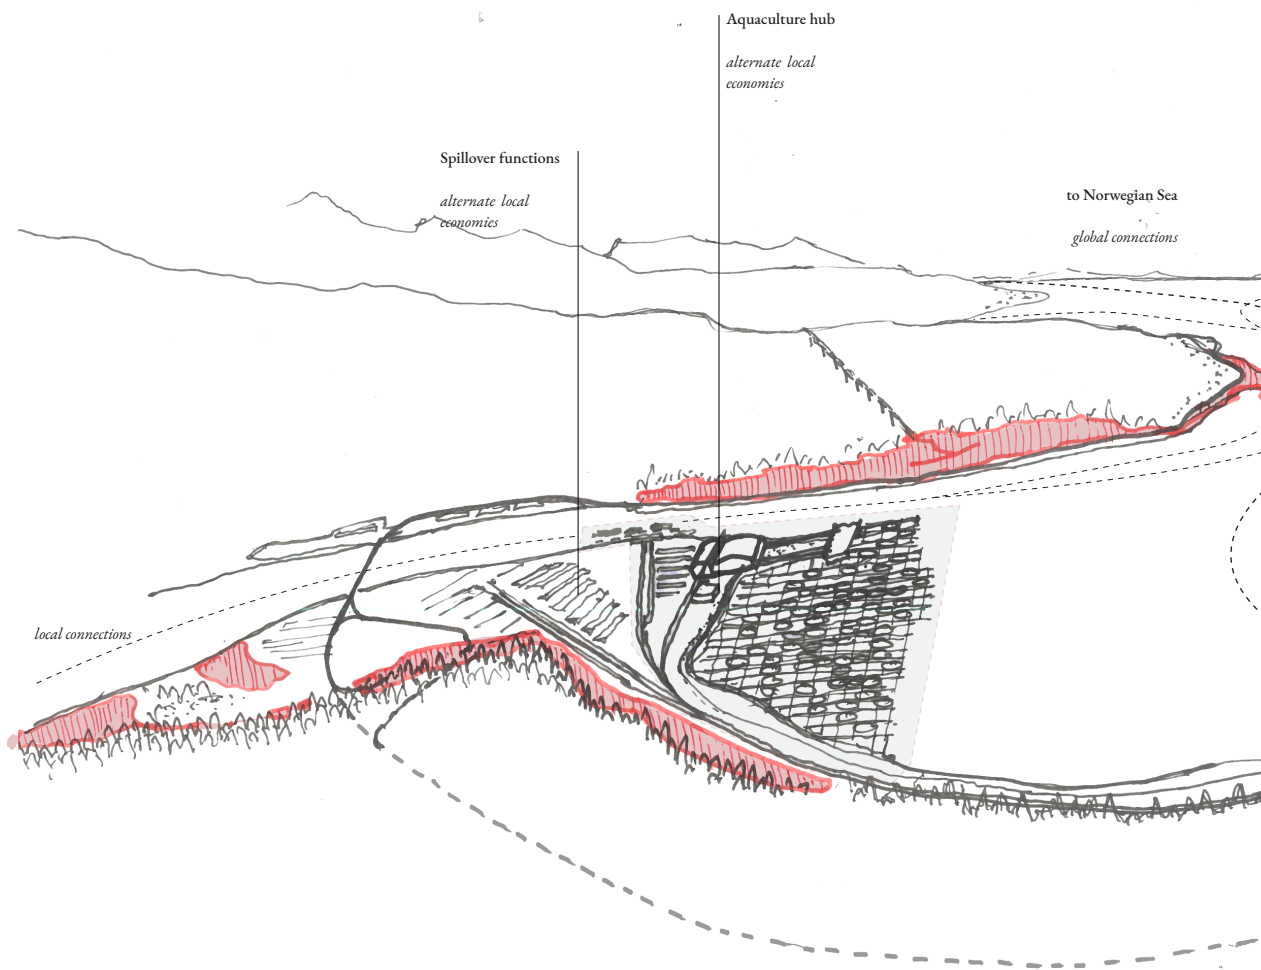 Aquaculture hub
alternate local
economies
Spillover functions
alternate local
economies
to Norwegian Sea
global connections
local connections